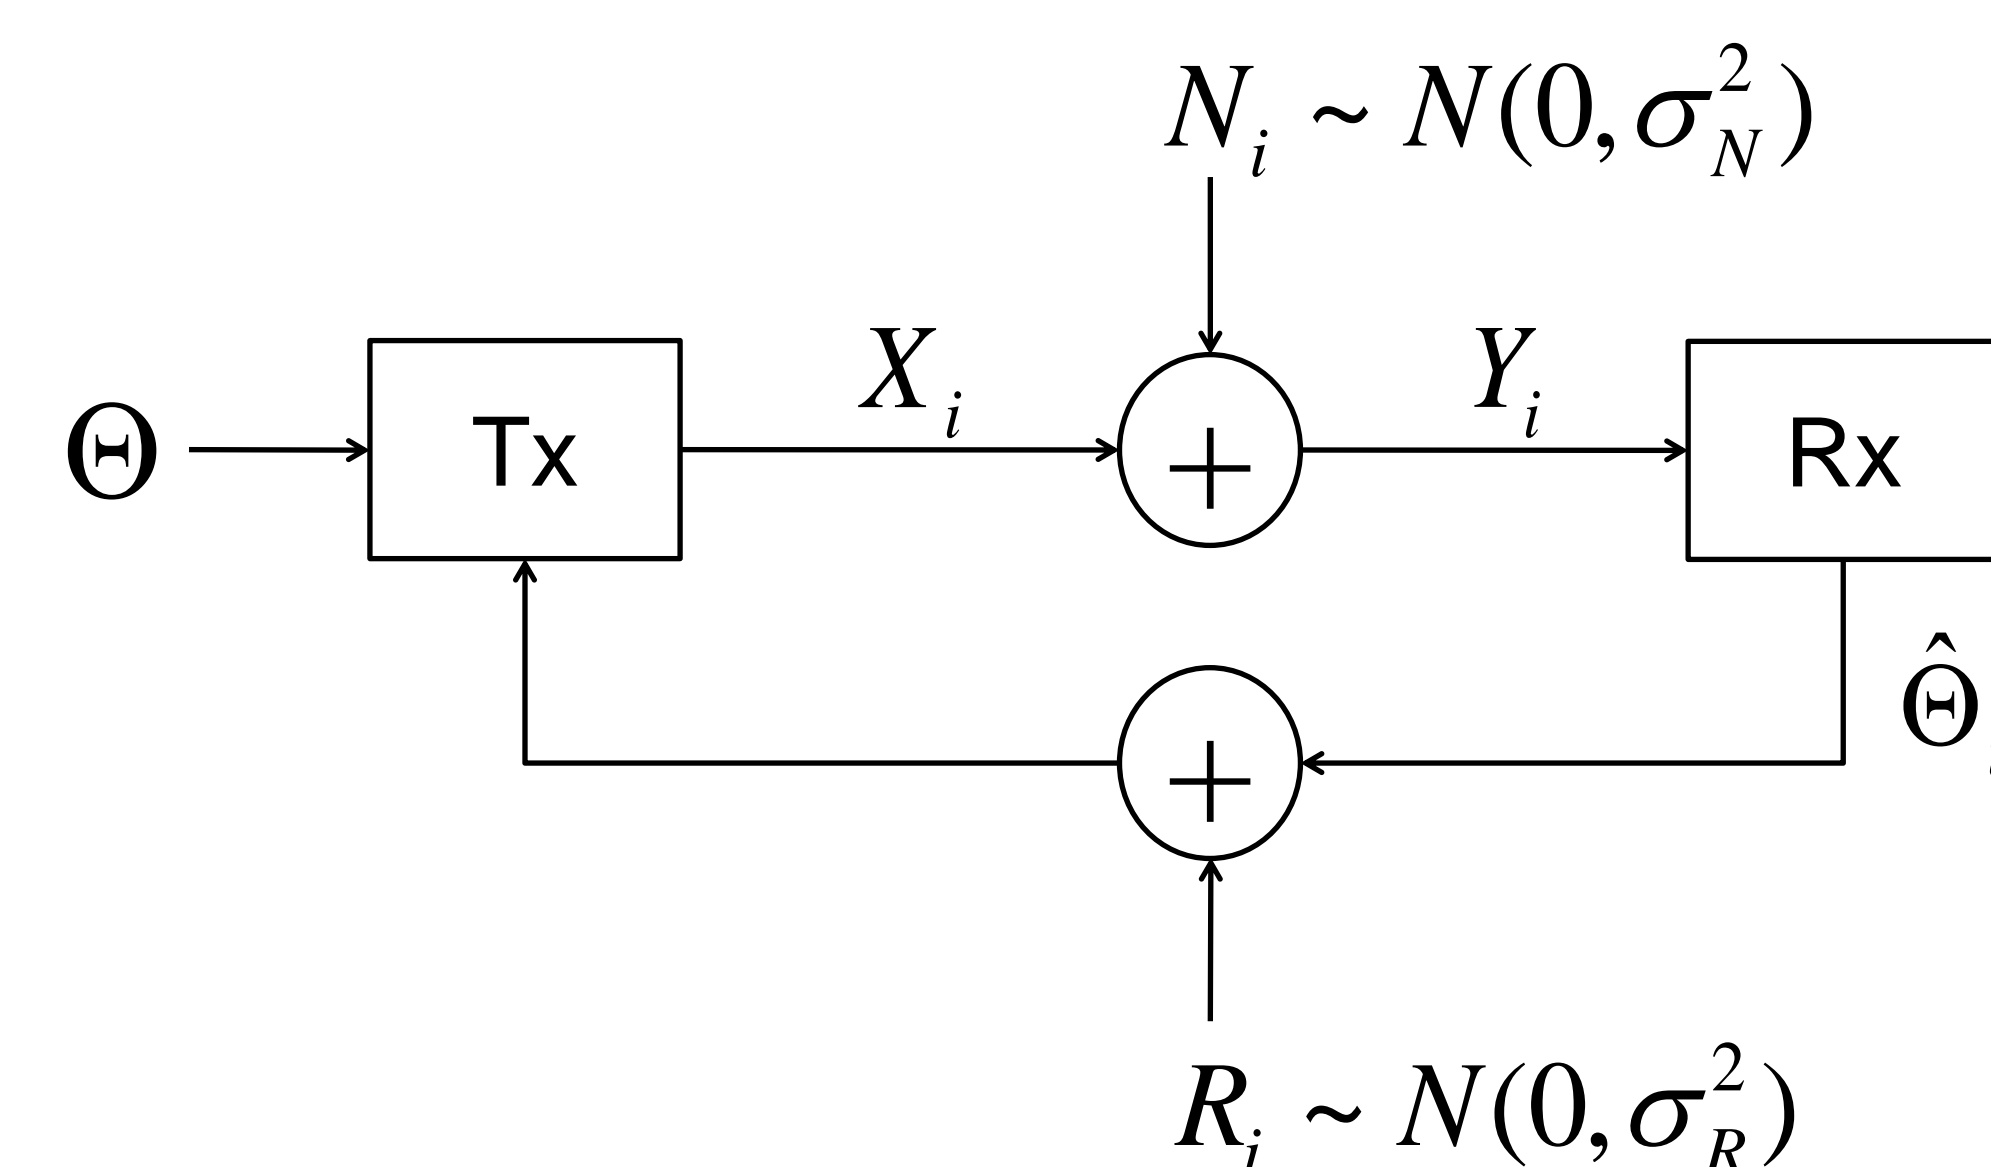 N_i ~ N(0, σ_N^2)
Θ Tx X_i + Y_i Rx
+ Θ̂
R_i ~ N(0, σ_R^2)